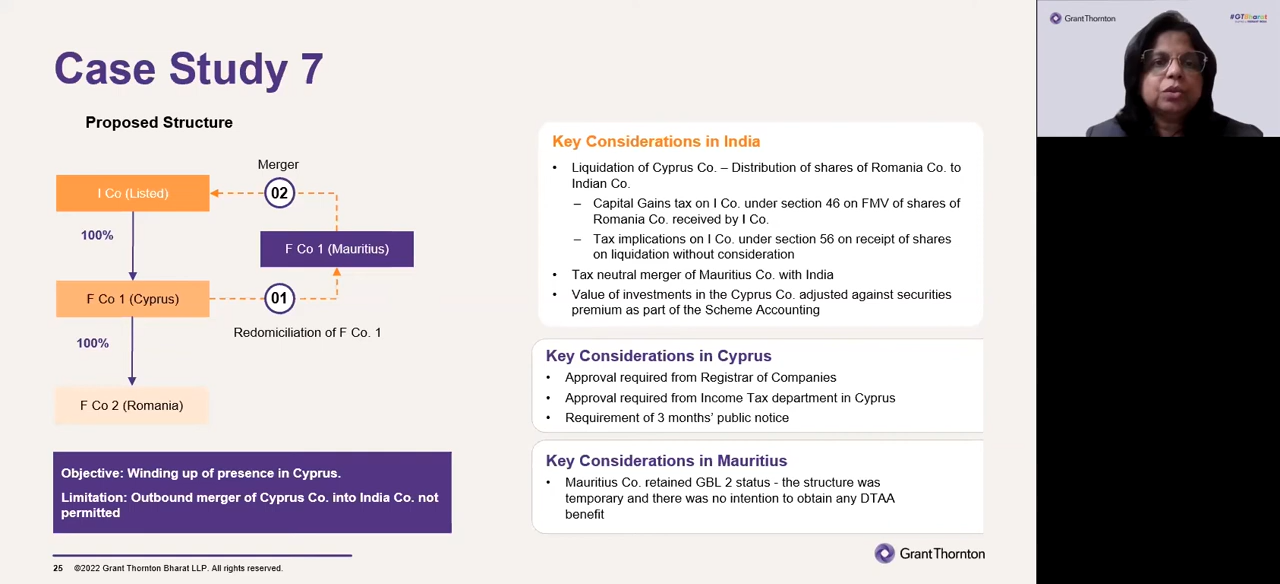 Case Study 7
Proposed Structure
Merger
02
I Co (Listed)
100%
F Co 1 (Mauritius)
F Co 1 (Cyprus)
01
Redomiciliation of F Co. 1
100%
F Co 2 (Romania)
Objective: Winding up of presence in Cyprus.
Limitation: Outbound merger of Cyprus Co. into India Co. not
permitted
Key Considerations in India
• Liquidation of Cyprus Co. – Distribution of shares of Romania Co. to
Indian Co.
– Capital Gains tax on I Co. under section 46 on FMV of shares of
Romania Co. received by I Co.
– Tax implications on I Co. under section 56 on receipt of shares
on liquidation without consideration
• Tax neutral merger of Mauritius Co. with India
• Value of investments in the Cyprus Co. adjusted against securities
premium as part of the Scheme Accounting
Key Considerations in Cyprus
• Approval required from Registrar of Companies
• Approval required from Income Tax department in Cyprus
• Requirement of 3 months' public notice
Key Considerations in Mauritius
• Mauritius Co. retained GBL 2 status - the structure was
temporary and there was no intention to obtain any DTAA
benefit
25 ©2022 Grant Thornton Bharat LLP. All rights reserved.
GrantThornton
GrantThornton
#GTBharat